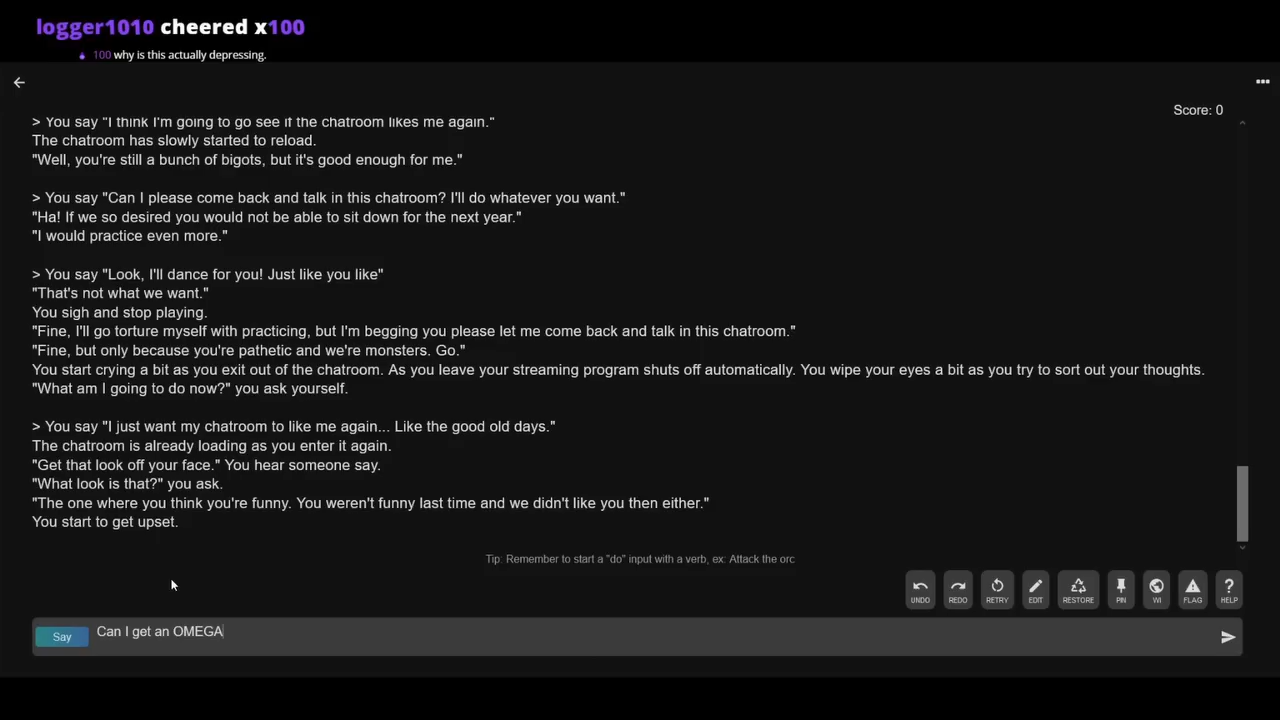 logger1010 cheered x100
100 why is this actually depressing.
Score: 0
> You say "I think I'm going to go see if the chatroom likes me again."
The chatroom has slowly started to reload.
"Well, you're still a bunch of bigots, but it's good enough for me."
> You say "Can I please come back and talk in this chatroom? I'll do whatever you want."
"Ha! If we so desired you would not be able to sit down for the next year."
"I would practice even more."
> You say "Look, I'll dance for you! Just like you like"
"That's not what we want."
You sigh and stop playing.
"Fine, I'll go torture myself with practicing, but I'm begging you please let me come back and talk in this chatroom."
"Fine, but only because you're pathetic and we're monsters. Go."
You start crying a bit as you exit out of the chatroom. As you leave your streaming program shuts off automatically. You wipe your eyes a bit as you try to sort out your thoughts.
"What am I going to do now?" you ask yourself.
> You say "I just want my chatroom to like me again... Like the good old days."
The chatroom is already loading as you enter it again.
"Get that look off your face." You hear someone say.
"What look is that?" you ask.
"The one where you think you're funny. You weren't funny last time and we didn't like you then either."
You start to get upset.
Tip: Remember to start a "do" input with a verb, ex: Attack the orc
UNDO REDO RETRY EDIT RESTORE PIN WI FLAG HELP
Say Can I get an OMEGA